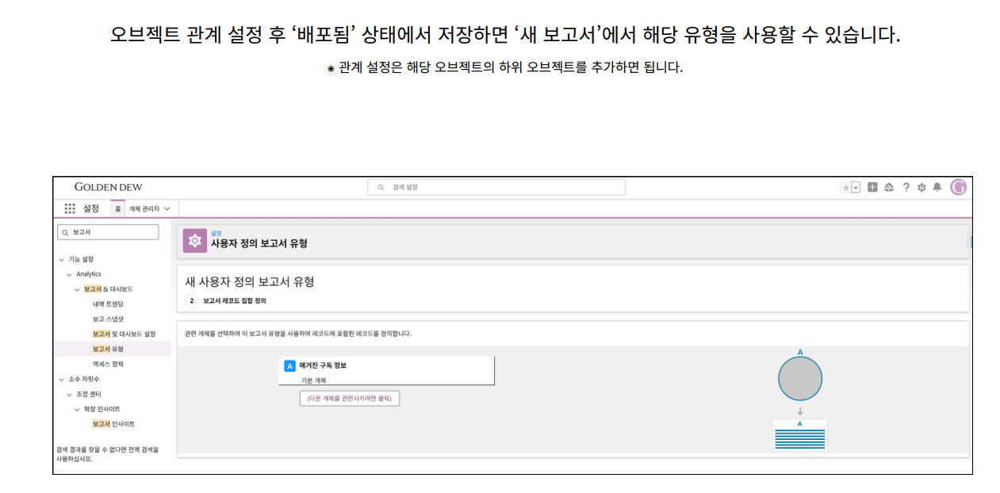 오브젝트 관계 설정 후 ‘배포됨’ 상태에서 저장하면 ‘새 보고서’에서 해당 유형을 사용할 수 있습니다.
* 관계 설정은 해당 오브젝트의 하위 오브젝트를 추가하면 됩니다.
GOLDEN DEW
검색 설정
설정
홈
개체 관리자
보고서
기능 설정
Analytics
보고서 & 대시보드
내역 트렌딩
보고 스냅샷
보고서 및 대시보드 설정
보고서 유형
액세스 정책
소수 자릿수
조정 센터
확장 인사이트
보고서 인사이트
검색 결과를 찾을 수 없다면 전역 검색을
사용하십시오.
설정
사용자 정의 보고서 유형
새 사용자 정의 보고서 유형
2 보고서 레코드 집합 정의
관련 개체를 선택하여 이 보고서 유형을 사용하여 레코드에 포함된 레코드를 정의합니다.
A 매거진 구독 정보
기본 개체
(다른 개체를 관련시키려면 클릭)
A
A